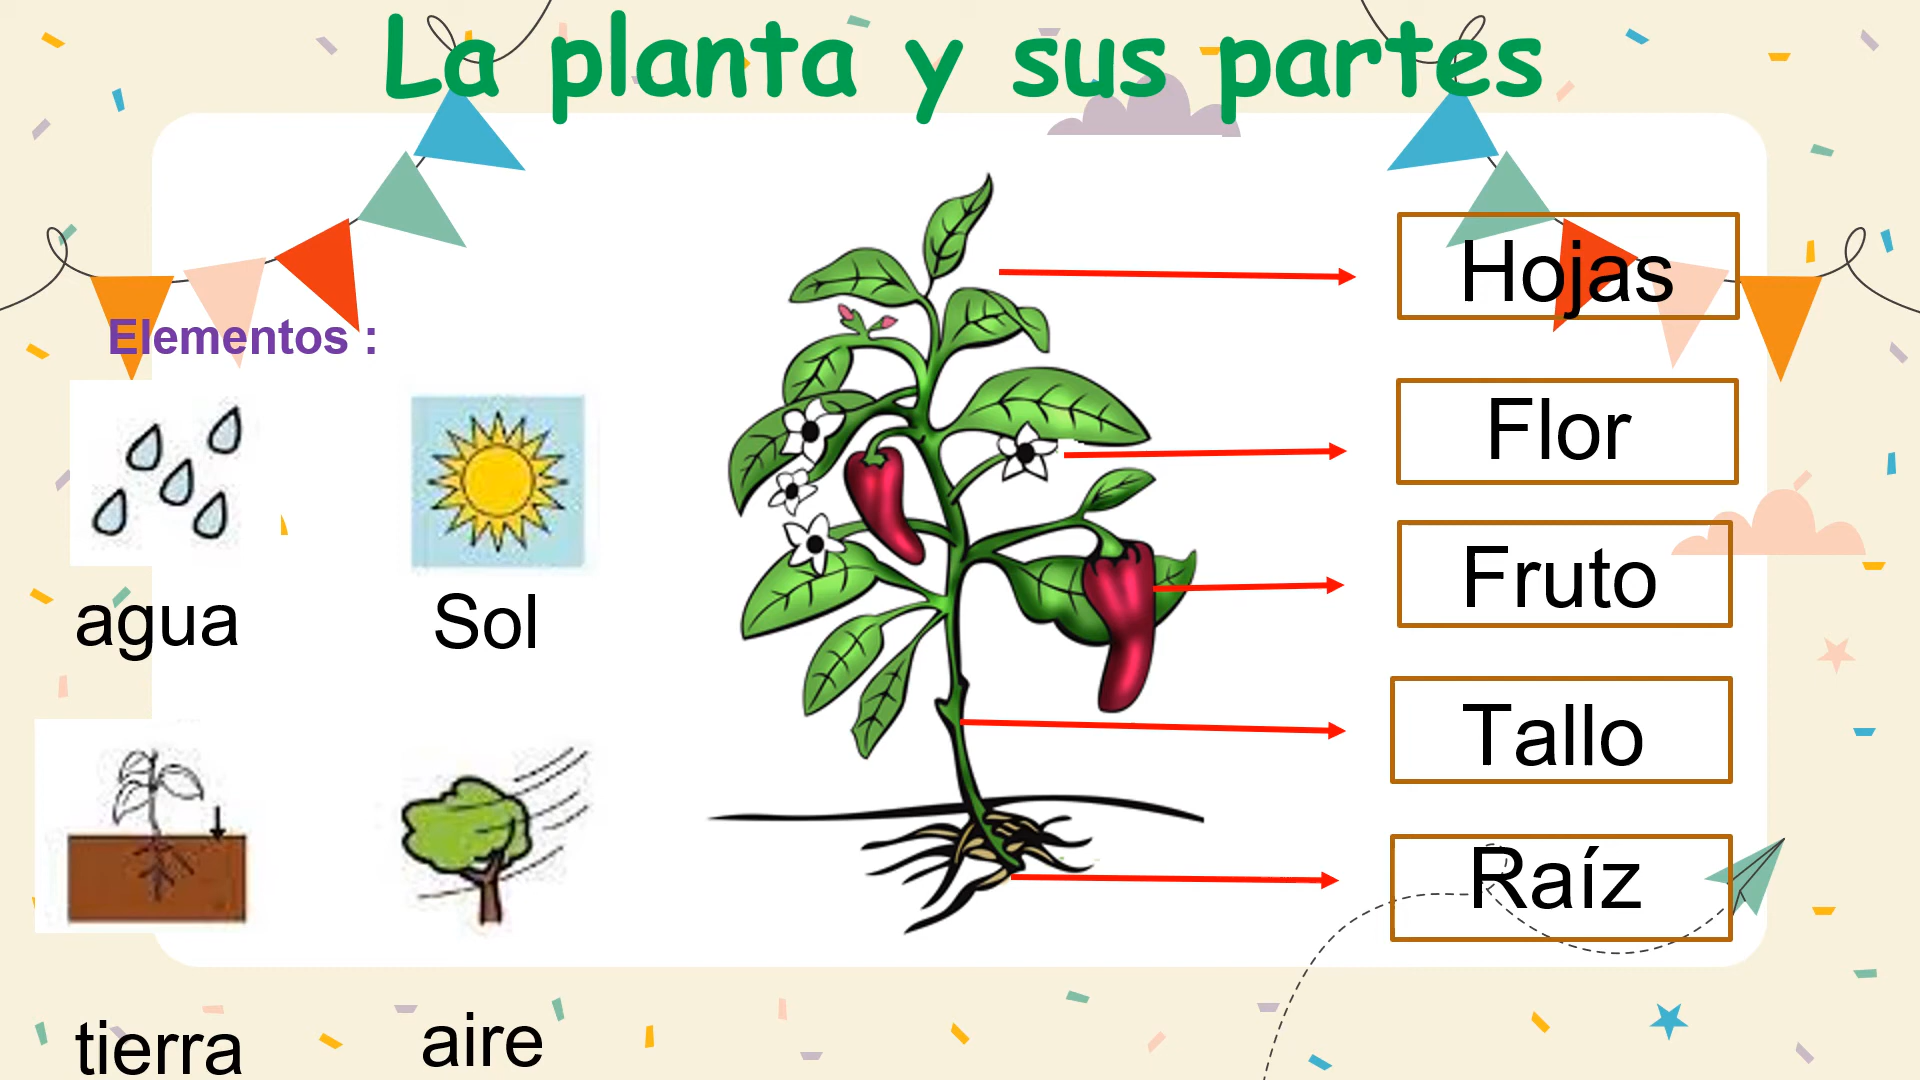 La planta y sus partes
Elementos :
agua
Sol
tierra
aire
Hojas
Flor
Fruto
Tallo
Raíz